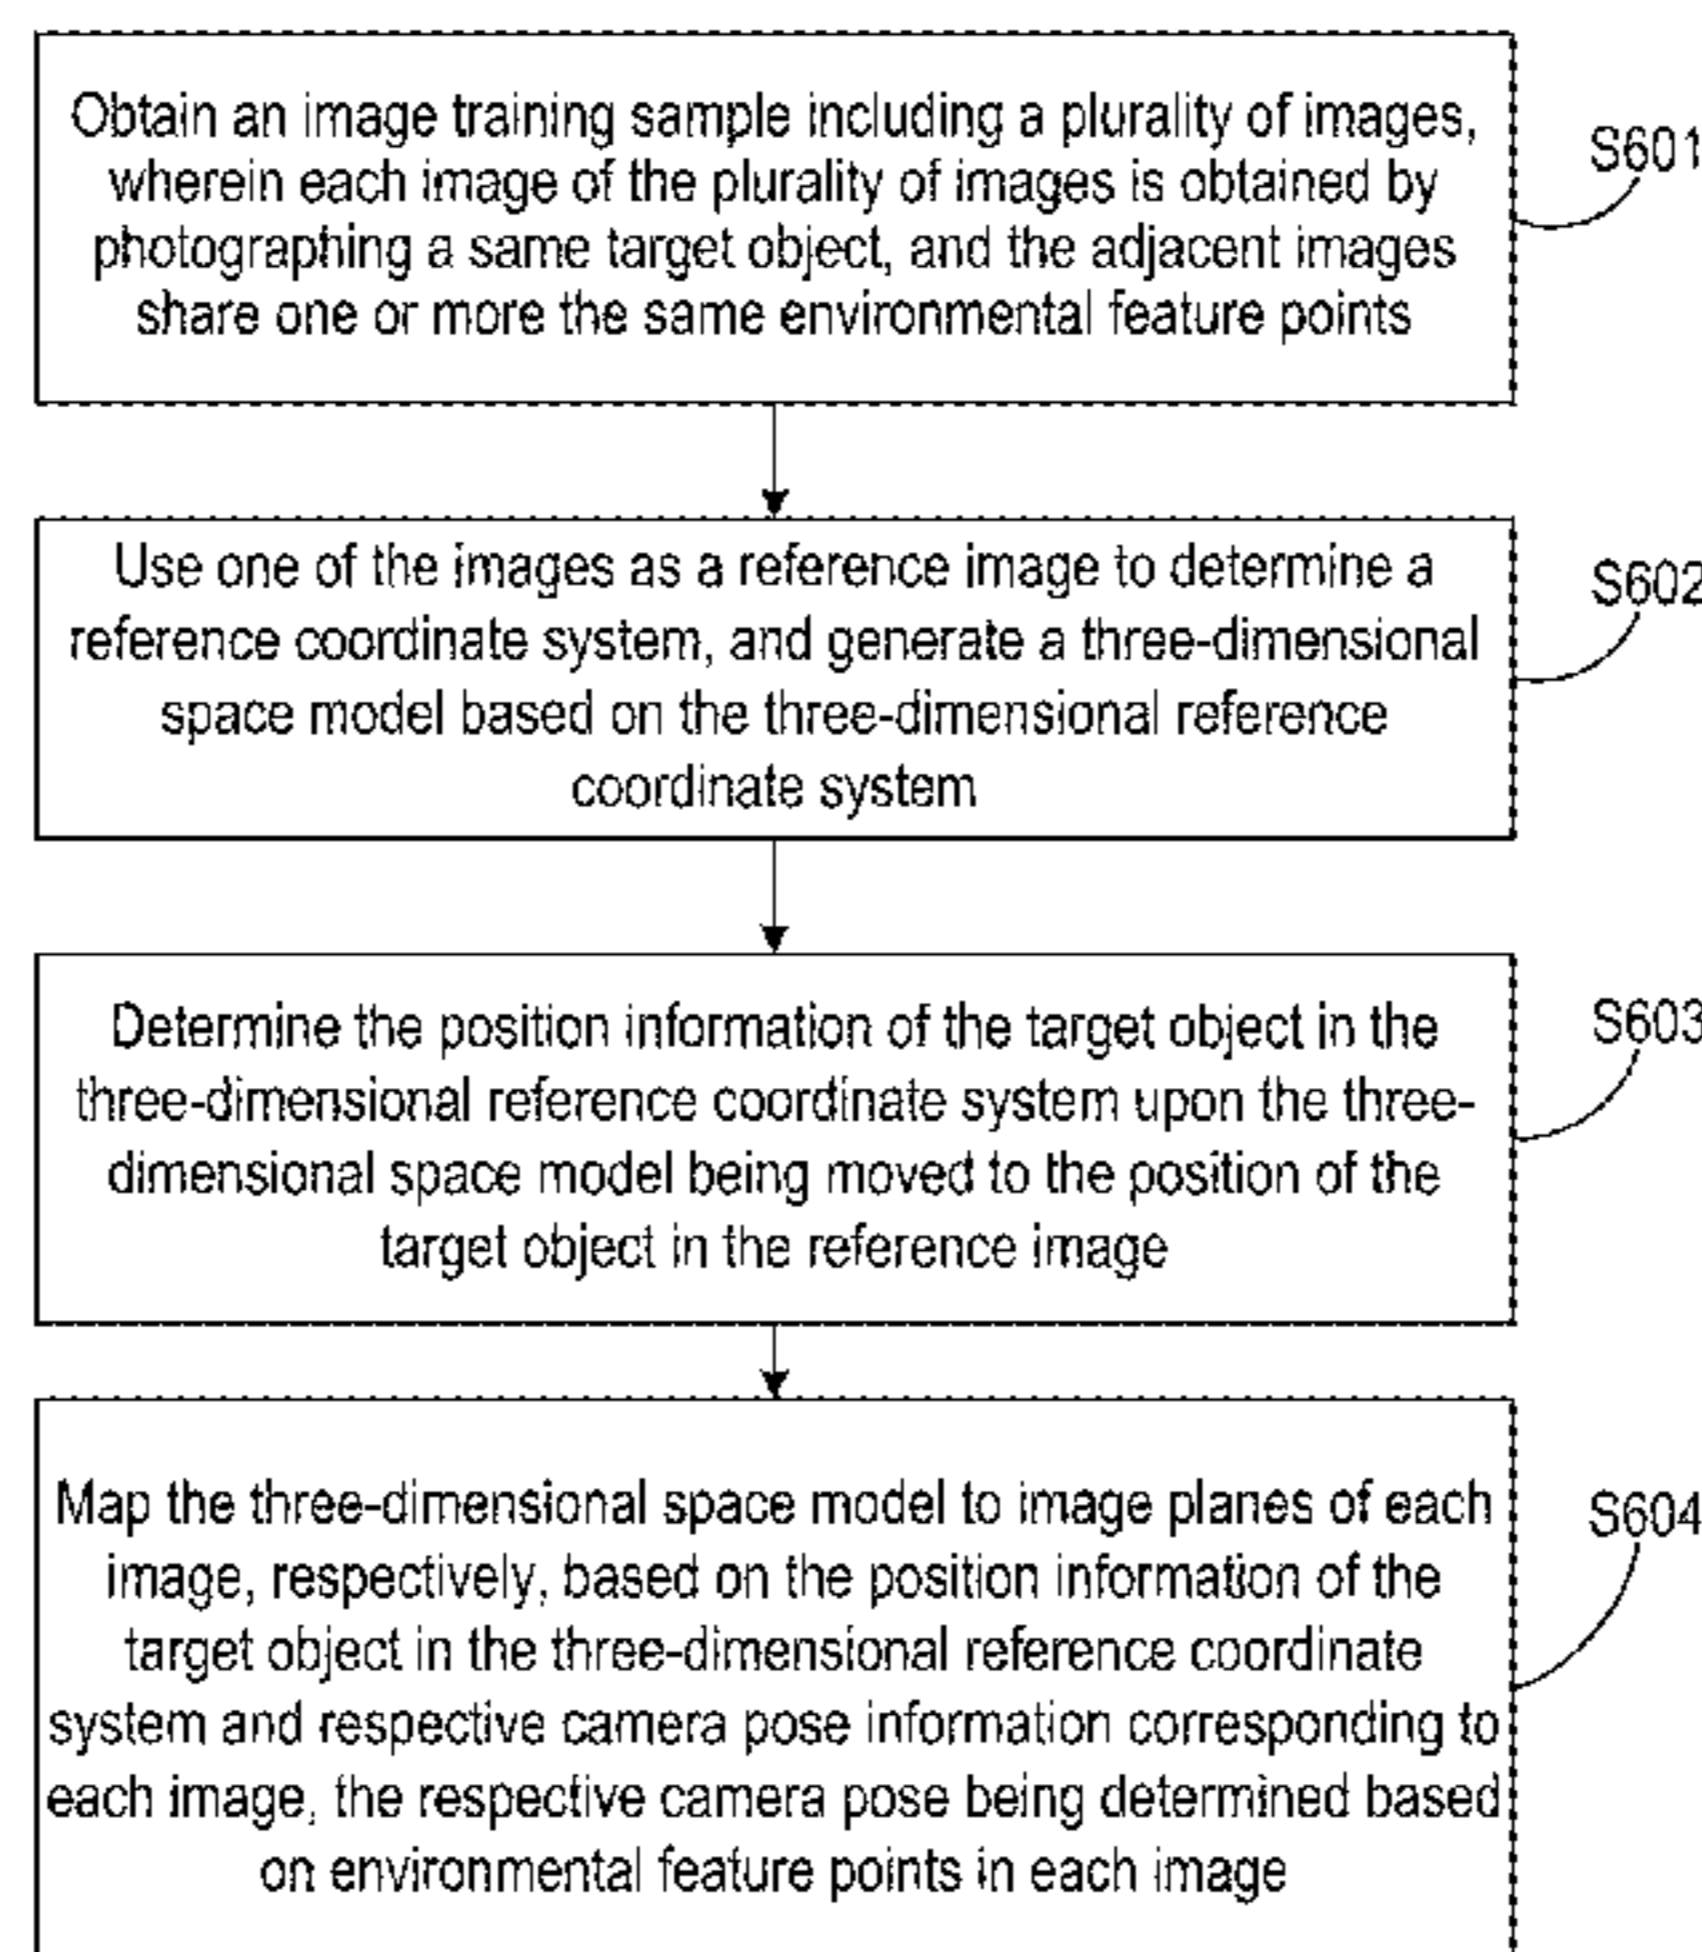 Obtain an image training sample including a plurality of images,
wherein each image of the plurality of images is obtained by
photographing a same target object, and the adjacent images
share one or more the same environmental feature points
S601
Use one of the images as a reference image to determine a
reference coordinate system, and generate a three-dimensional
space model based on the three-dimensional reference
coordinate system
S602
Determine the position information of the target object in the
three-dimensional reference coordinate system upon the three-
dimensional space model being moved to the position of the
target object in the reference image
S603
Map the three-dimensional space model to image planes of each
image, respectively, based on the position information of the
target object in the three-dimensional reference coordinate
system and respective camera pose information corresponding to
each image, the respective camera pose being determined based
on environmental feature points in each image
S604